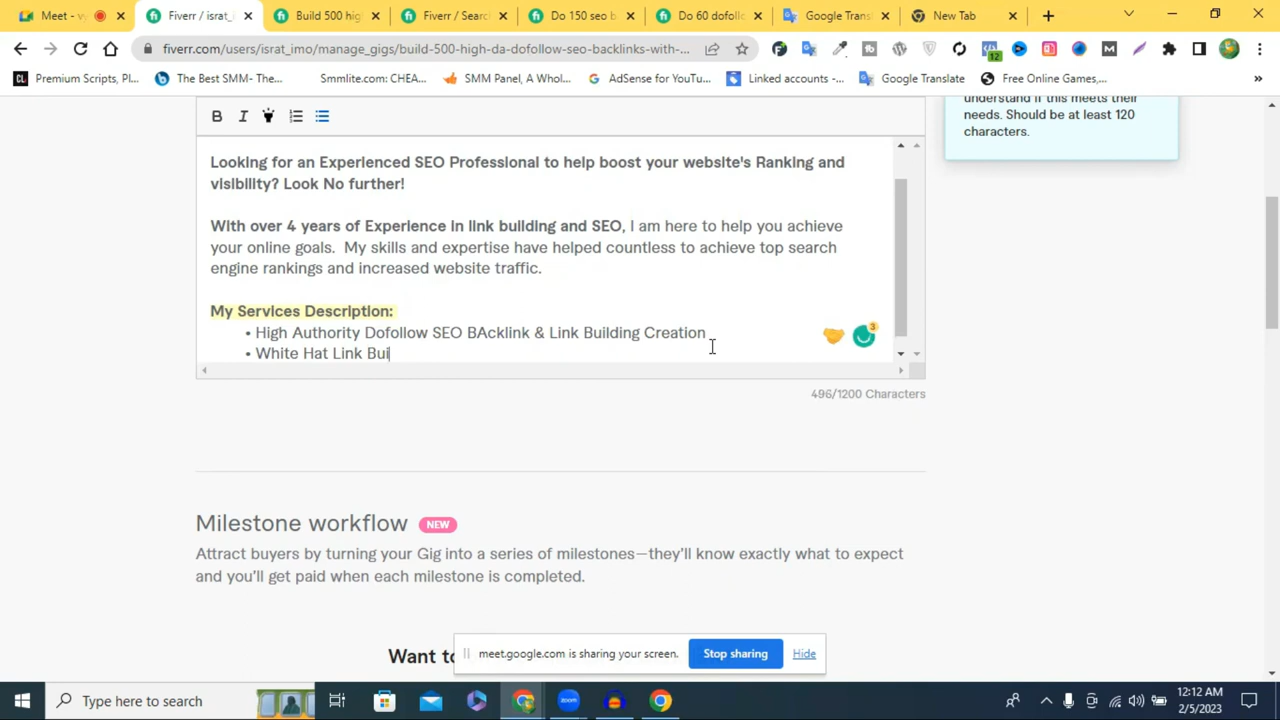 Meet - vy
Fiverr / israt_i
Build 500 high
Fiverr / Searc
Do 150 seo b
Do 60 dofoll
Google Trans
New Tab
fiverr.com/users/israt_imo/manage_gigs/build-500-high-da-dofollow-seo-backlinks-with-...
12
Premium Scripts, Pl...
The Best SMM- The...
Smmlite.com: CHEA...
SMM Panel, A Whol...
AdSense for YouTu...
Linked accounts -...
Google Translate
Free Online Games,...
understand if this meets their
needs. Should be at least 120
characters.
Looking for an Experienced SEO Professional to help boost your website's Ranking and
visibility? Look No further!
With over 4 years of Experience in link building and SEO, I am here to help you achieve
your online goals. My skills and expertise have helped countless to achieve top search
engine rankings and increased website traffic.
My Services Description:
• High Authority Dofollow SEO BAcklink & Link Building Creation
3
• White Hat Link Bui
496/1200 Characters
Milestone workflow NEW
Attract buyers by turning your Gig into a series of milestones—they'll know exactly what to expect
and you'll get paid when each milestone is completed.
Want to
meet.google.com is sharing your screen.
Stop sharing
Hide
Type here to search
zoom
12:12 AM
2/5/2023